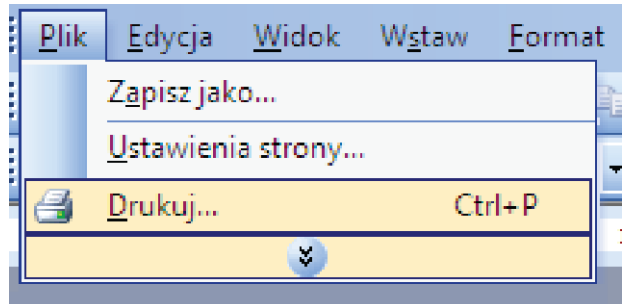 Plik Edycja Widok Wstaw Format
Zapisz jako...
Ustawienia strony...
Drukuj... Ctrl+P